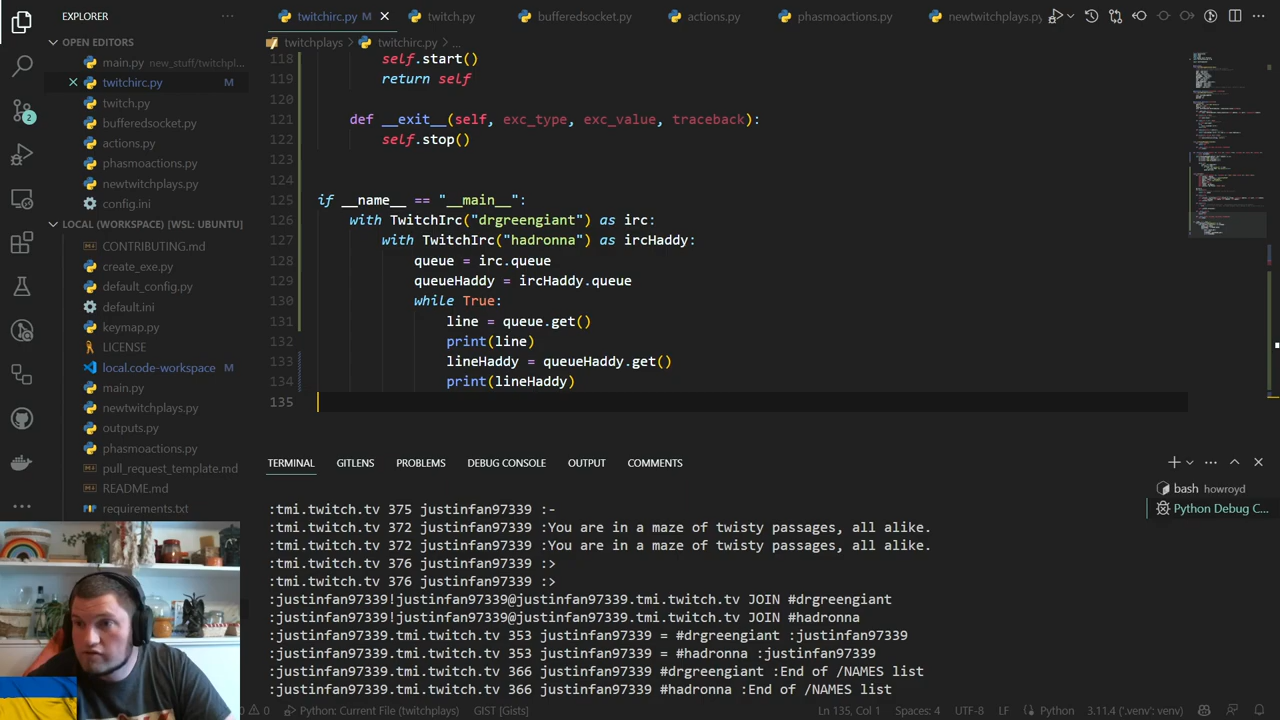 EXPLORER
OPEN EDITORS
main.py new_stuff/twitchpl...
twitchirc.py M
twitch.py
bufferedsocket.py
actions.py
phasmoactions.py
newtwitchplays.py
config.ini
LOCAL (WORKSPACE) [WSL: UBUNTU]
CONTRIBUTING.md
create_exe.py
default_config.py
default.ini
keymap.py
LICENSE
local.code-workspace M
main.py
newtwitchplays.py
outputs.py
phasmoactions.py
pull_request_template.md
README.md
requirements.txt
2
twitchirc.py M
twitch.py
bufferedsocket.py
actions.py
phasmoactions.py
newtwitchplays.py
twitchplays > twitchirc.py > ...
118 self.start()
119 return self
120
121 def __exit__(self, exc_type, exc_value, traceback):
122 self.stop()
123
124
125 if __name__ == "__main__":
126 with TwitchIrc("drgreengiant") as irc:
127 with TwitchIrc("hadronna") as ircHaddy:
128 queue = irc.queue
129 queueHaddy = ircHaddy.queue
130 while True:
131 line = queue.get()
132 print(line)
133 lineHaddy = queueHaddy.get()
134 print(lineHaddy)
135
TERMINAL GITLENS PROBLEMS DEBUG CONSOLE OUTPUT COMMENTS
bash howroyd
Python Debug C...
:tmi.twitch.tv 375 justinfan97339 :-
:tmi.twitch.tv 372 justinfan97339 :You are in a maze of twisty passages, all alike.
:tmi.twitch.tv 372 justinfan97339 :You are in a maze of twisty passages, all alike.
:tmi.twitch.tv 376 justinfan97339 :>
:tmi.twitch.tv 376 justinfan97339 :>
:justinfan97339!justinfan97339@justinfan97339.tmi.twitch.tv JOIN #drgreengiant
:justinfan97339!justinfan97339@justinfan97339.tmi.twitch.tv JOIN #hadronna
:justinfan97339.tmi.twitch.tv 353 justinfan97339 = #drgreengiant :justinfan97339
:justinfan97339.tmi.twitch.tv 353 justinfan97339 = #hadronna :justinfan97339
:justinfan97339.tmi.twitch.tv 366 justinfan97339 #drgreengiant :End of /NAMES list
:justinfan97339.tmi.twitch.tv 366 justinfan97339 #hadronna :End of /NAMES list
0 Python: Current File (twitchplays) GIST [Gists] Ln 135, Col 1 Spaces: 4 UTF-8 LF Python 3.11.4 ('.venv': venv)